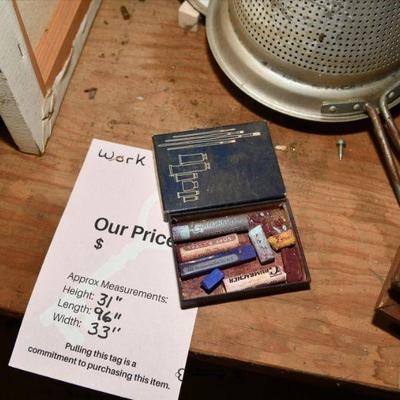 Work
Our Price
$
Approx Measurements:
Height: 31"
Length: 96"
Width: 33"
Pulling this tag is a
commitment to purchasing this item.
GRUMBACHER